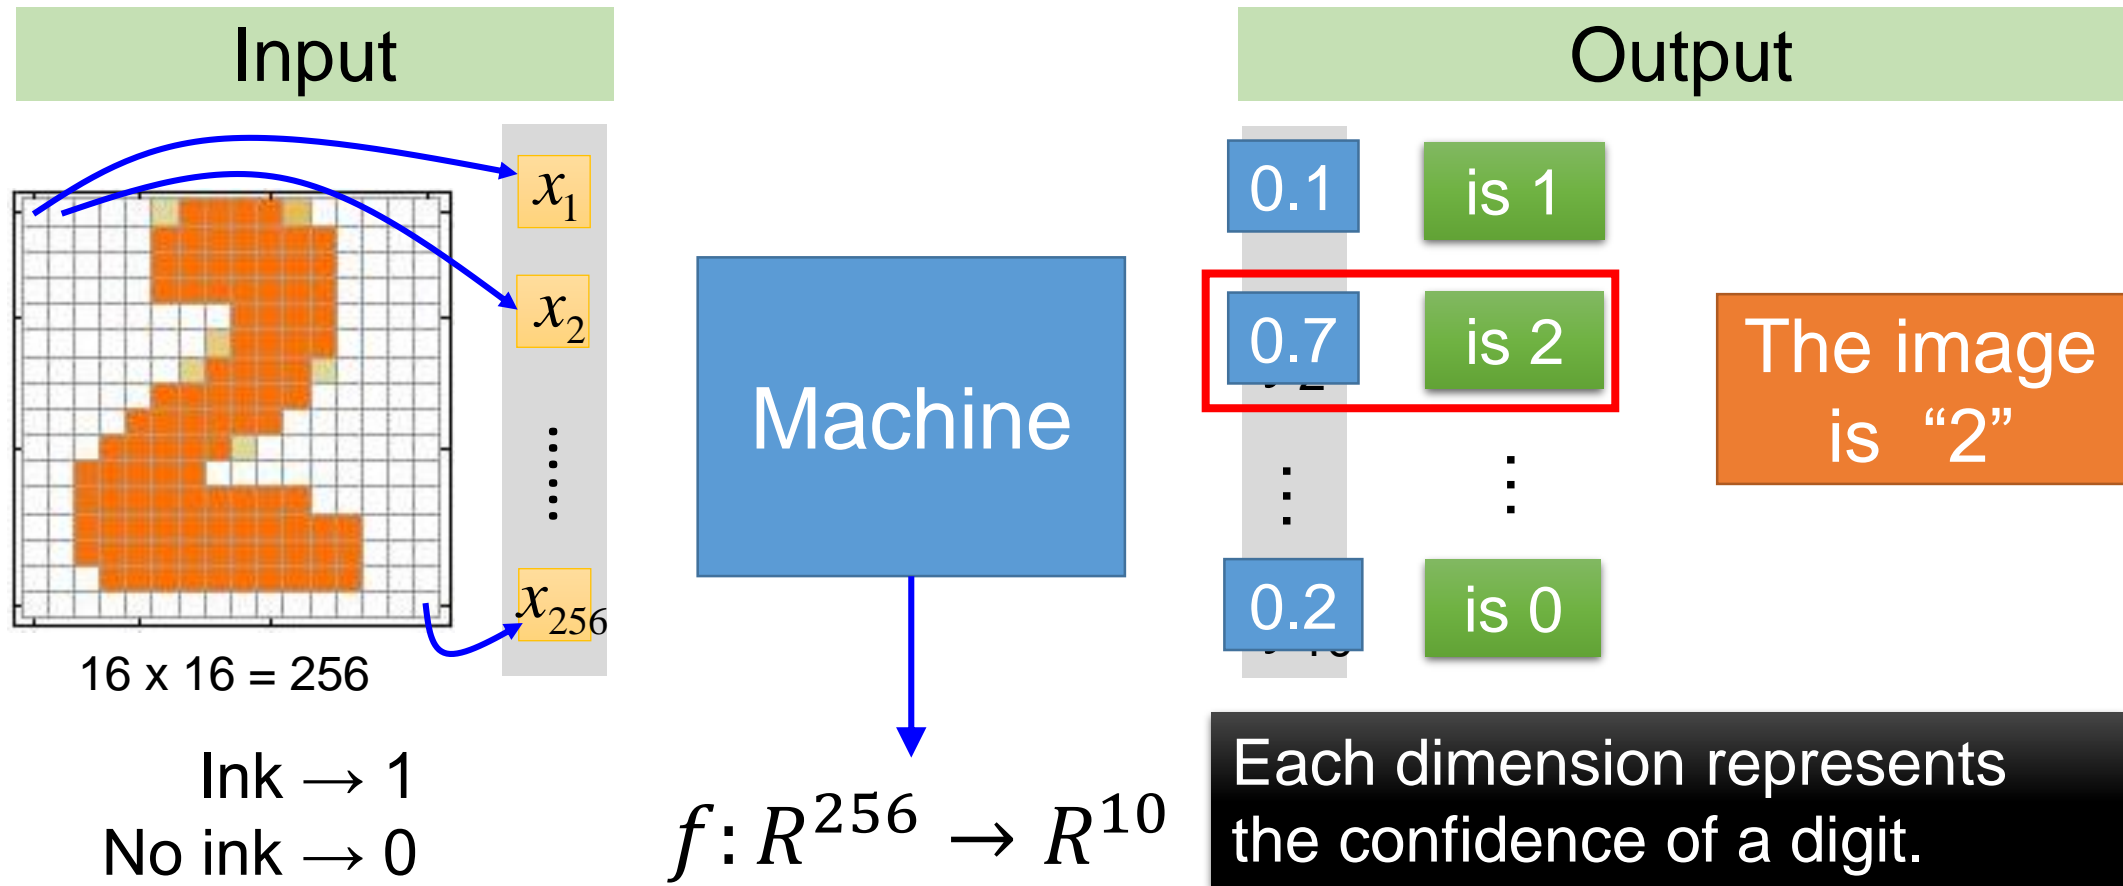 Input
Output
x₁
x₂
⋮
x₂₅₆
16 x 16 = 256
Ink → 1
No ink → 0
Machine
f: R²⁵⁶ → R¹⁰
0.1 is 1
0.7 is 2
⋮ ⋮
0.2 is 0
The image
is “2”
Each dimension represents
the confidence of a digit.